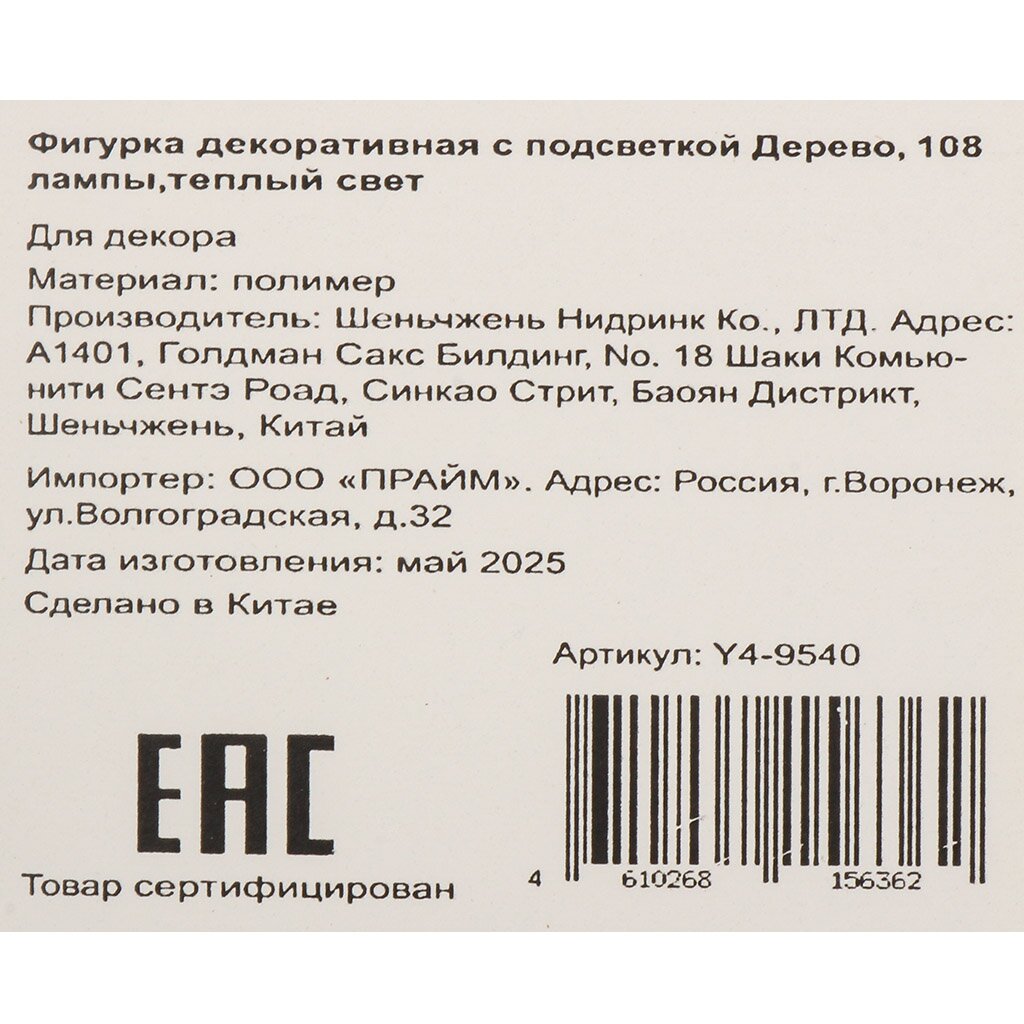 Фигурка декоративная с подсветкой Дерево, 108
лампы,теплый свет
Для декора
Материал: полимер
Производитель: Шеньчжень Нидринк Ко., ЛТД. Адрес:
А1401, Голдман Сакс Билдинг, No. 18 Шаки Комью-
нити Сентэ Роад, Синкао Стрит, Баоян Дистрикт,
Шеньчжень, Китай
Импортер: ООО «ПРАЙМ». Адрес: Россия, г.Воронеж,
ул.Волгоградская, д.32
Дата изготовления: май 2025
Сделано в Китае
Артикул: Y4-9540
EAC
Товар сертифицирован
4 610268 156362